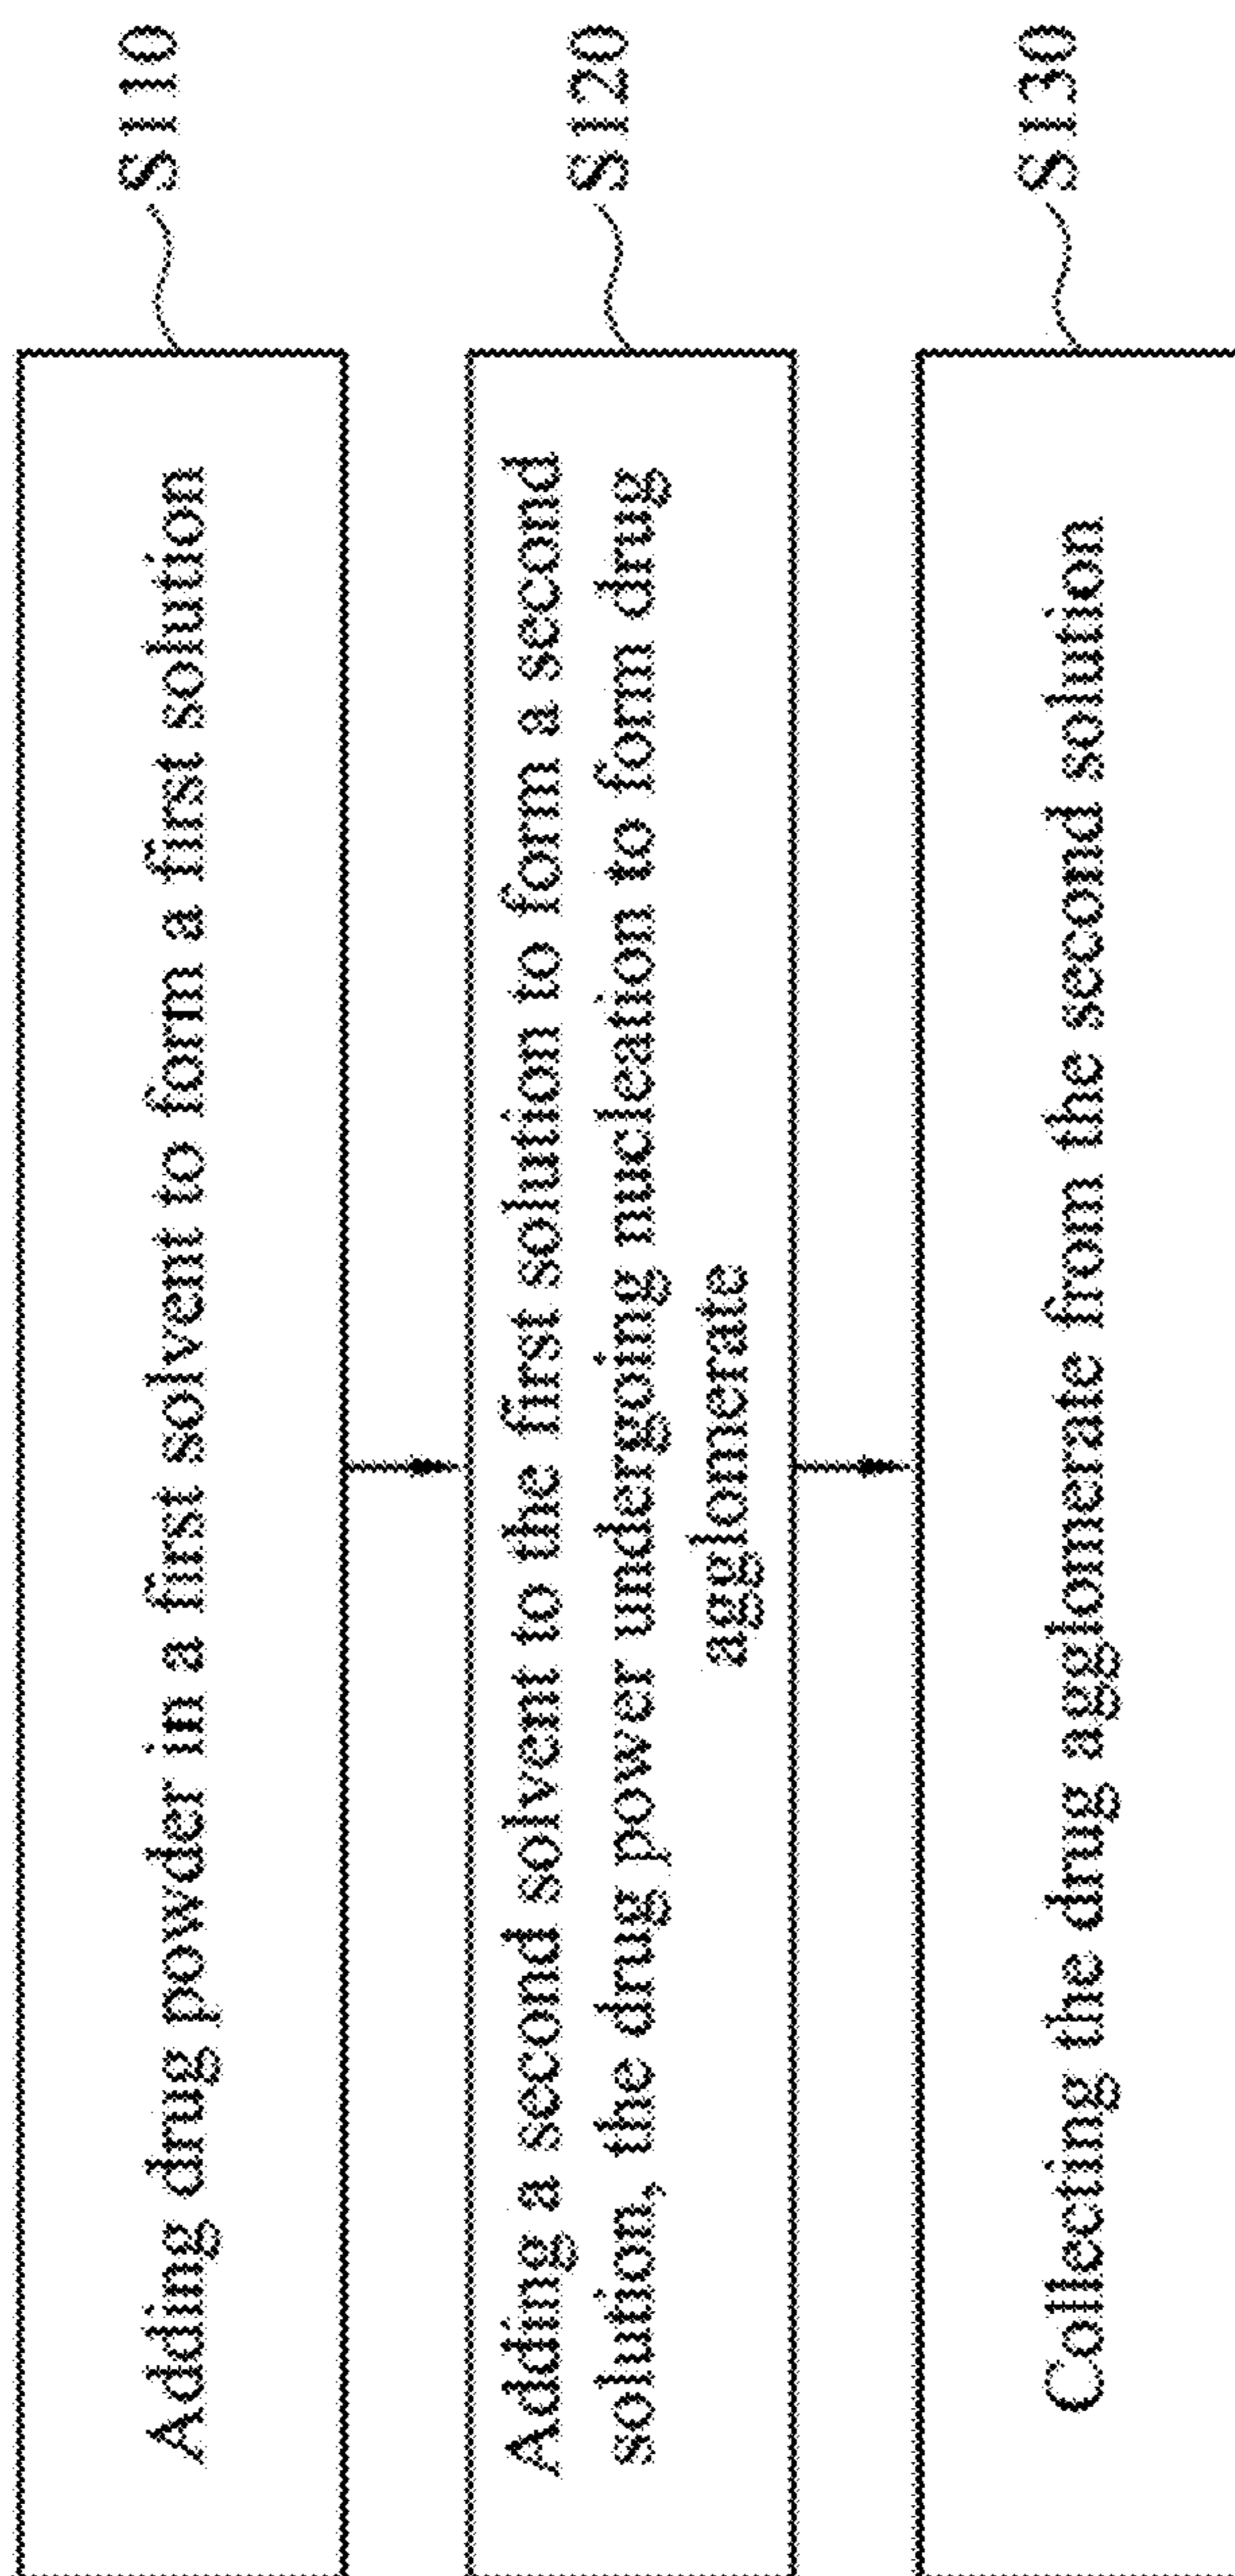 Adding drug powder in a first solvent to form a first solution
S110
Adding a second solvent to the first solution to form a second
solution, the drug power undergoing nucleation to form drug
agglomerate
S120
Collecting the drug agglomerate from the second solution
S130